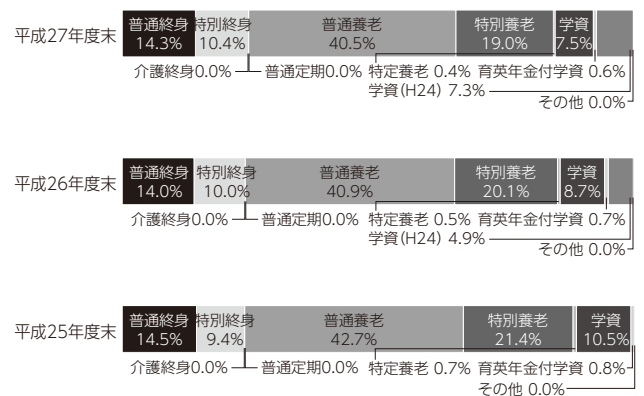 平成27年度末
普通終身 特別終身 普通養老 特別養老 学資
14.3% 10.4% 40.5% 19.0% 7.5%
介護終身0.0% 普通定期0.0% 特定養老 0.4% 育英年金付学資 0.6%
学資(H24) 7.3%
その他 0.0%
平成26年度末
普通終身 特別終身 普通養老 特別養老 学資
14.0% 10.0% 40.9% 20.1% 8.7%
介護終身0.0% 普通定期0.0% 特定養老 0.5% 育英年金付学資 0.7%
学資(H24) 4.9%
その他 0.0%
平成25年度末
普通終身 特別終身 普通養老 特別養老 学資
14.5% 9.4% 42.7% 21.4% 10.5%
介護終身0.0% 普通定期0.0% 特定養老 0.7% 育英年金付学資 0.8%
その他 0.0%